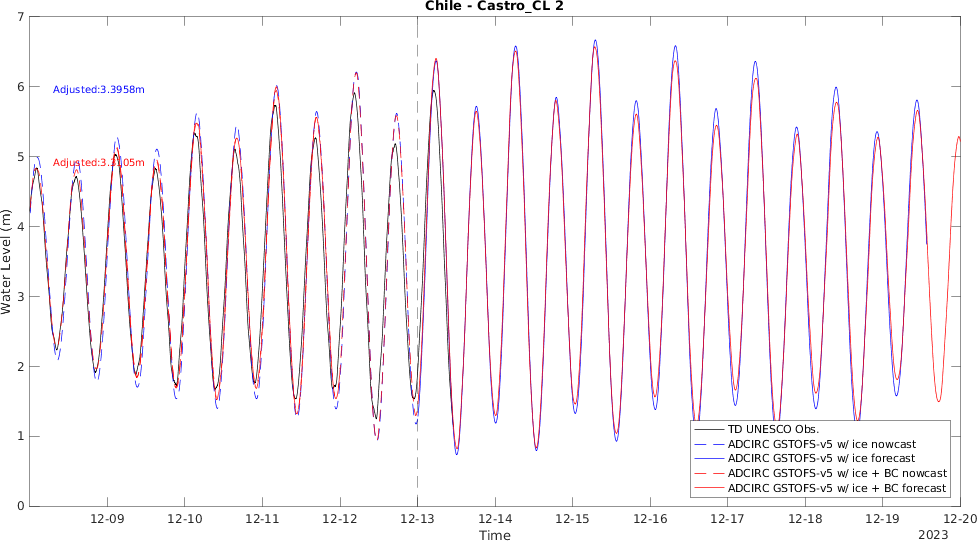 Chile - Castro_CL 2
7
6
5
4
3
2
1
0
Water Level (m)
Adjusted:3.3958m
TD UNESCO Obs.
ADCIRC GSTOFS-v5 w/ ice nowcast
ADCIRC GSTOFS-v5 w/ ice forecast
ADCIRC GSTOFS-v5 w/ ice + BC nowcast
ADCIRC GSTOFS-v5 w/ ice + BC forecast
12-09 12-10 12-11 12-12 12-13 12-14 12-15 12-16 12-17 12-18 12-19 12-20
Time
2023